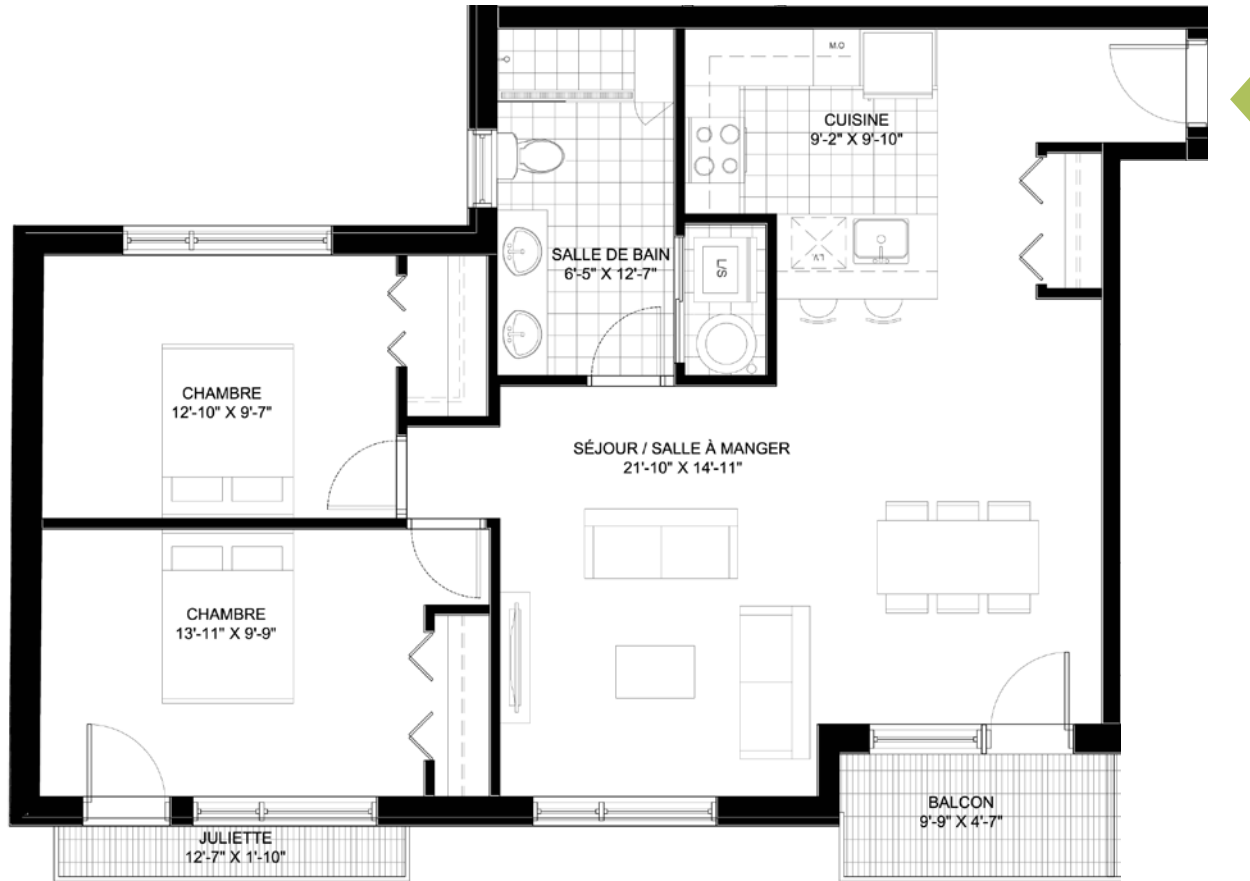 M.O
CUISINE
9'-2" X 9'-10"
SALLE DE BAIN
6'-5" X 12'-7"
L/S
L.V.
CHAMBRE
12'-10" X 9'-7"
SÉJOUR / SALLE À MANGER
21'-10" X 14'-11"
CHAMBRE
13'-11" X 9'-9"
BALCON
9'-9" X 4'-7"
JULIETTE
12'-7" X 1'-10"